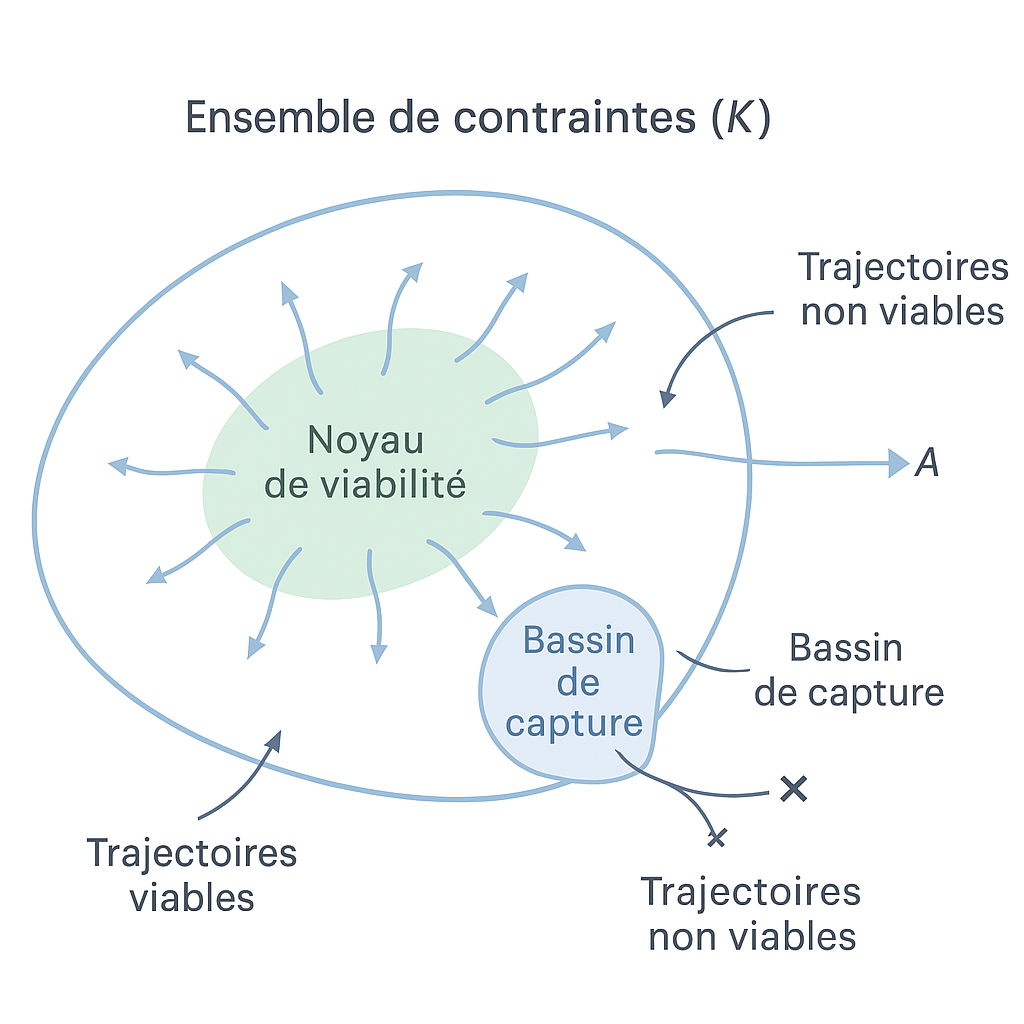 Ensemble de contraintes (K)
Trajectoires
non viables
Noyau
de viabilité
A
Bassin
de
capture
Bassin
de capture
Trajectoires
viables
Trajectoires
non viables